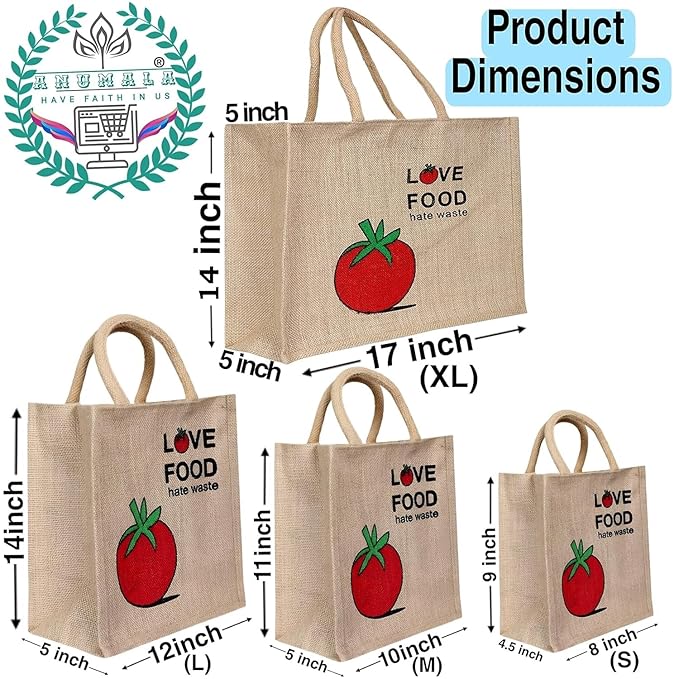 ANUMALA®
HAVE FAITH IN US
Product
Dimensions
5 inch
14 inch
LOVE
FOOD
hate waste
5 inch
17 inch
(XL)
14inch
LOVE
FOOD
hate waste
5 inch
12inch
(L)
11inch
LOVE
FOOD
hate waste
5 inch
10inch
(M)
9 inch
LOVE
FOOD
hate waste
4.5 inch
8 inch
(S)